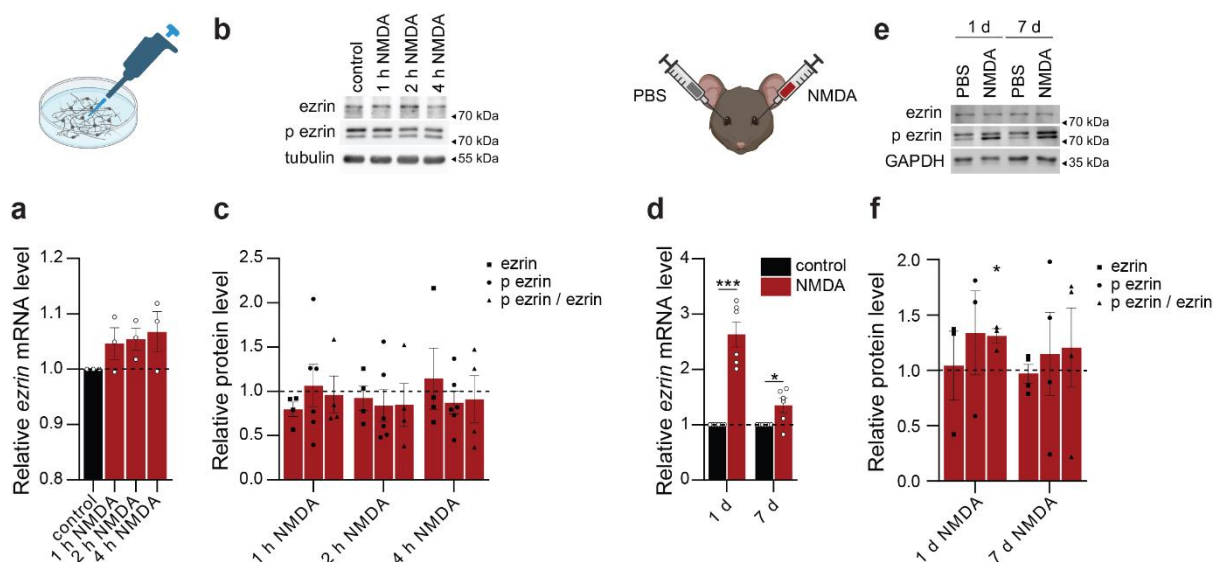 b
control
1 h NMDA
2 h NMDA
4 h NMDA
ezrin
◄70 kDa
p ezrin
◄70 kDa
tubulin
◄55 kDa
PBS
NMDA
e
1 d
7 d
PBS
NMDA
PBS
NMDA
ezrin
◄70 kDa
p ezrin
◄70 kDa
GAPDH
◄35 kDa
a
Relative ezrin mRNA level
1.2
1.1
1.0
0.9
0.8
control
1 h NMDA
2 h NMDA
4 h NMDA
c
Relative protein level
2.5
2.0
1.5
1.0
0.5
0.0
1 h NMDA
2 h NMDA
4 h NMDA
ezrin
p ezrin
p ezrin / ezrin
d
Relative ezrin mRNA level
4
3
2
1
0
***
*
control
NMDA
1 d
7 d
f
Relative protein level
2.0
1.5
1.0
0.5
0.0
*
1 d NMDA
7 d NMDA
ezrin
p ezrin
p ezrin / ezrin